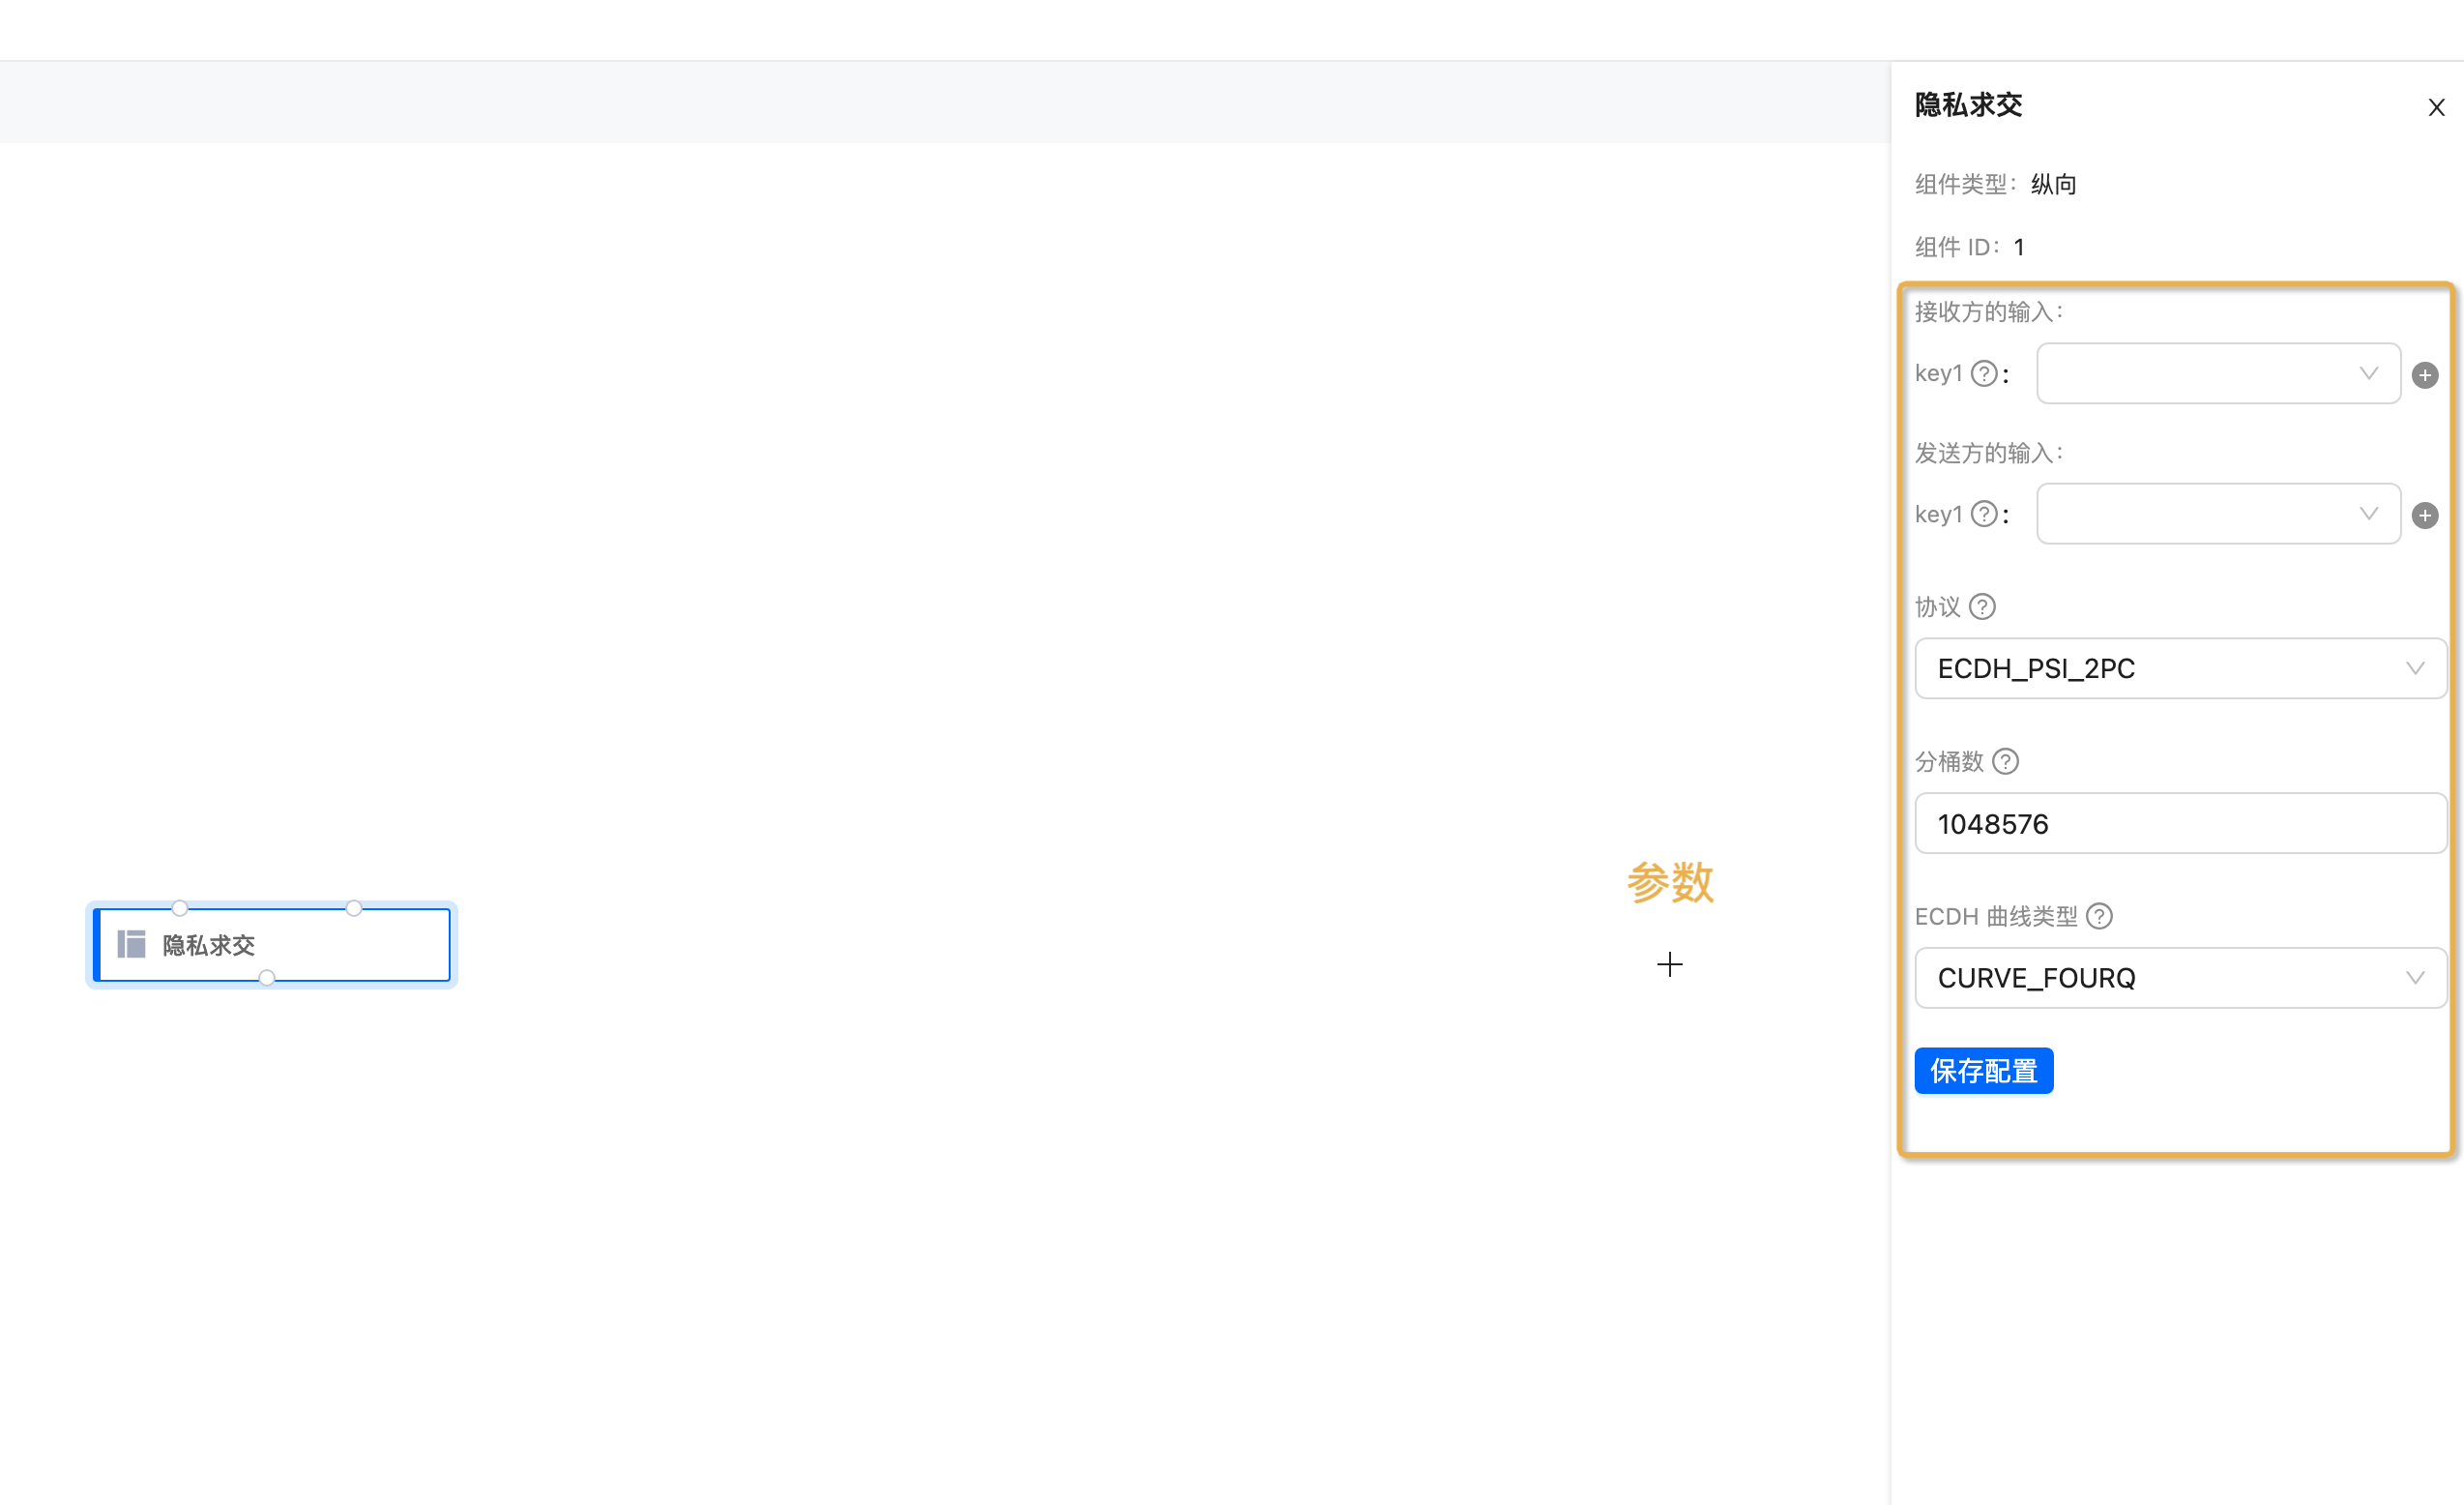 隐私求交
组件类型：纵向
组件 ID：1
接收方的输入：
key1 ? :
发送方的输入：
key1 ? :
协议 ?
ECDH_PSI_2PC
分桶数 ?
1048576
ECDH 曲线类型 ?
CURVE_FOURQ
保存配置
参数
隐私求交